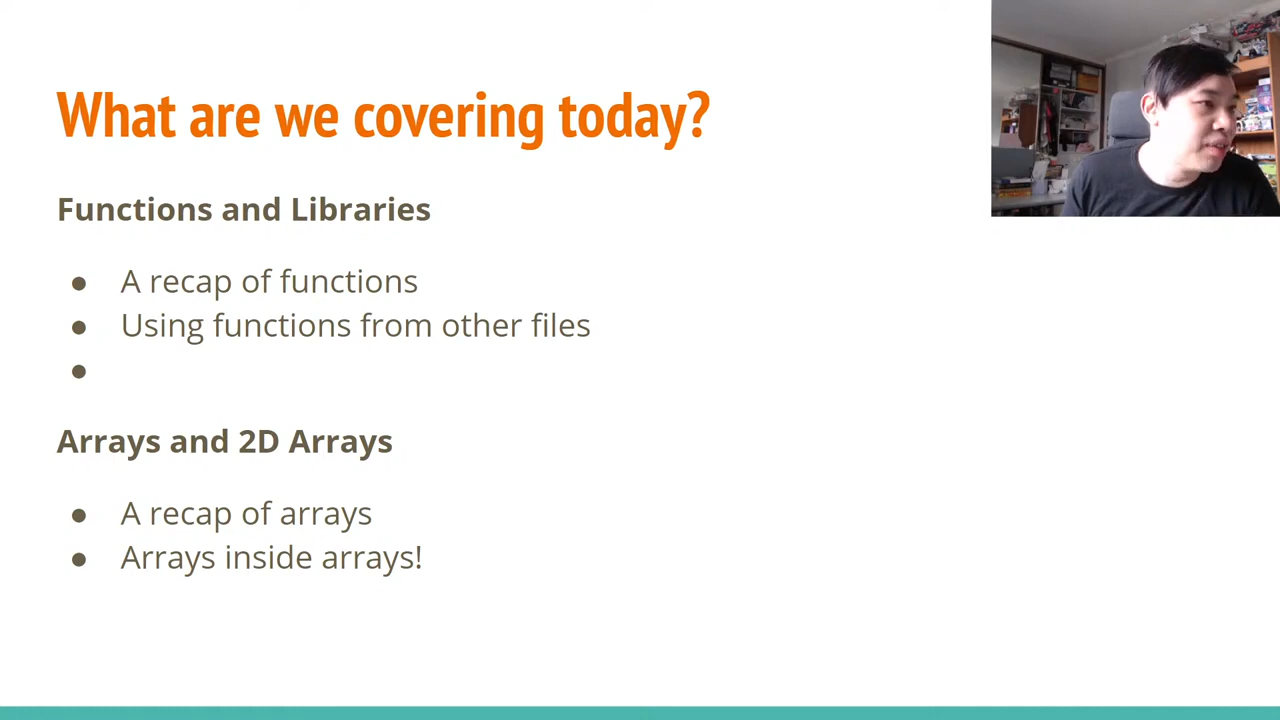 What are we covering today?
Functions and Libraries
● A recap of functions
● Using functions from other files
●
Arrays and 2D Arrays
● A recap of arrays
● Arrays inside arrays!